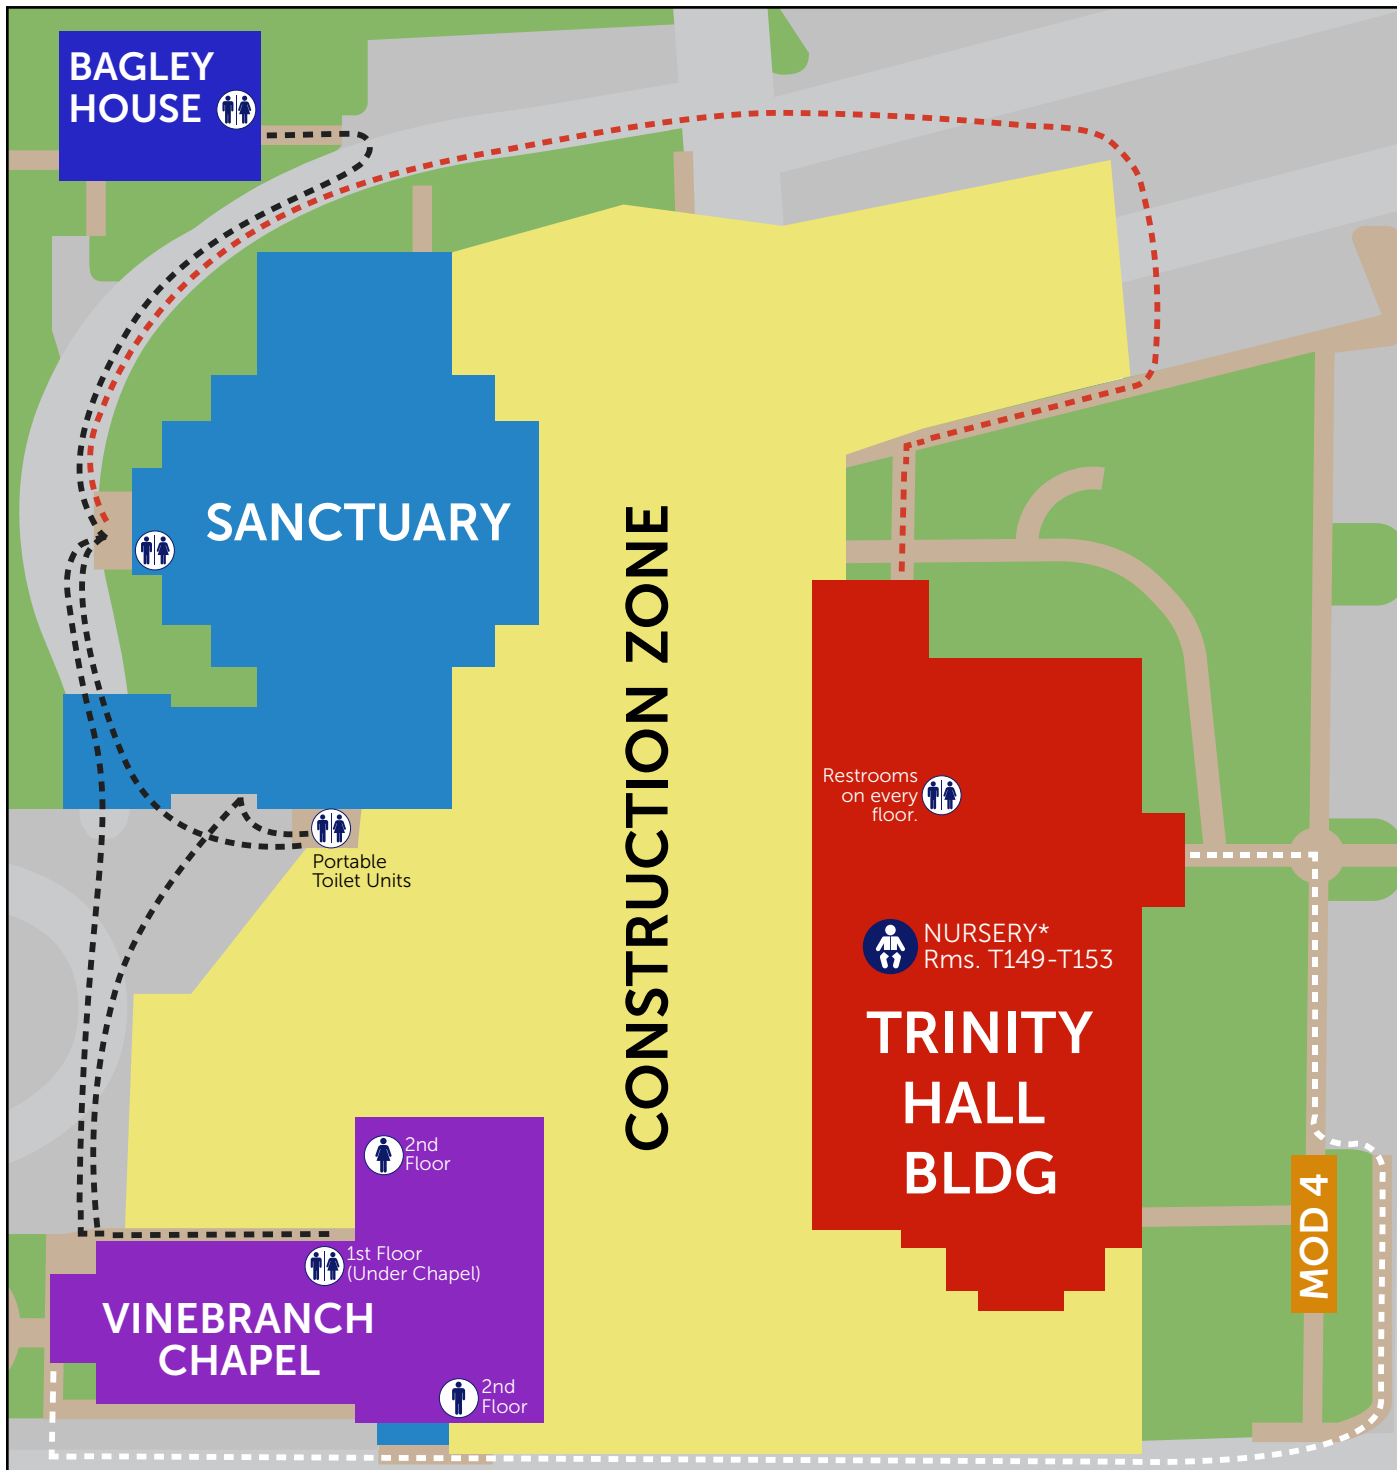 BAGLEY
HOUSE
SANCTUARY
CONSTRUCTION ZONE
Restrooms
on every
floor.
Portable
Toilet Units
NURSERY*
Rms. T149-T153
TRINITY
HALL
BLDG
2nd
Floor
MOD 4
1st Floor
(Under Chapel)
VINEBRANCH
CHAPEL
2nd
Floor